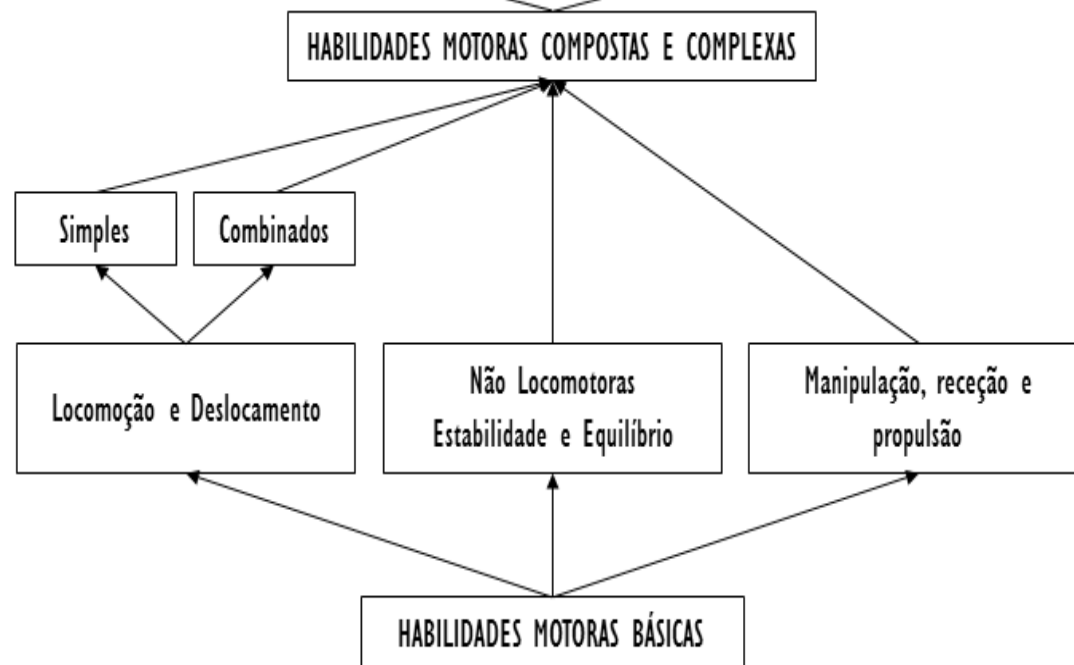 HABILIDADES MOTORAS COMPOSTAS E COMPLEXAS
Simples
Combinados
Locomoção e Deslocamento
Não Locomotoras
Estabilidade e Equilíbrio
Manipulação, receção e
propulsão
HABILIDADES MOTORAS BÁSICAS